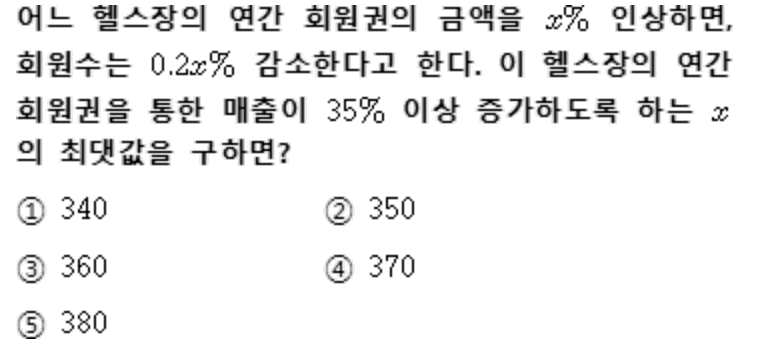 어느 헬스장의 연간 회원권의 금액을 x% 인상하면,
회원수는 0.2x% 감소한다고 한다. 이 헬스장의 연간
회원권을 통한 매출이 35% 이상 증가하도록 하는 x
의 최댓값을 구하면?
① 340 ② 350
③ 360 ④ 370
⑤ 380